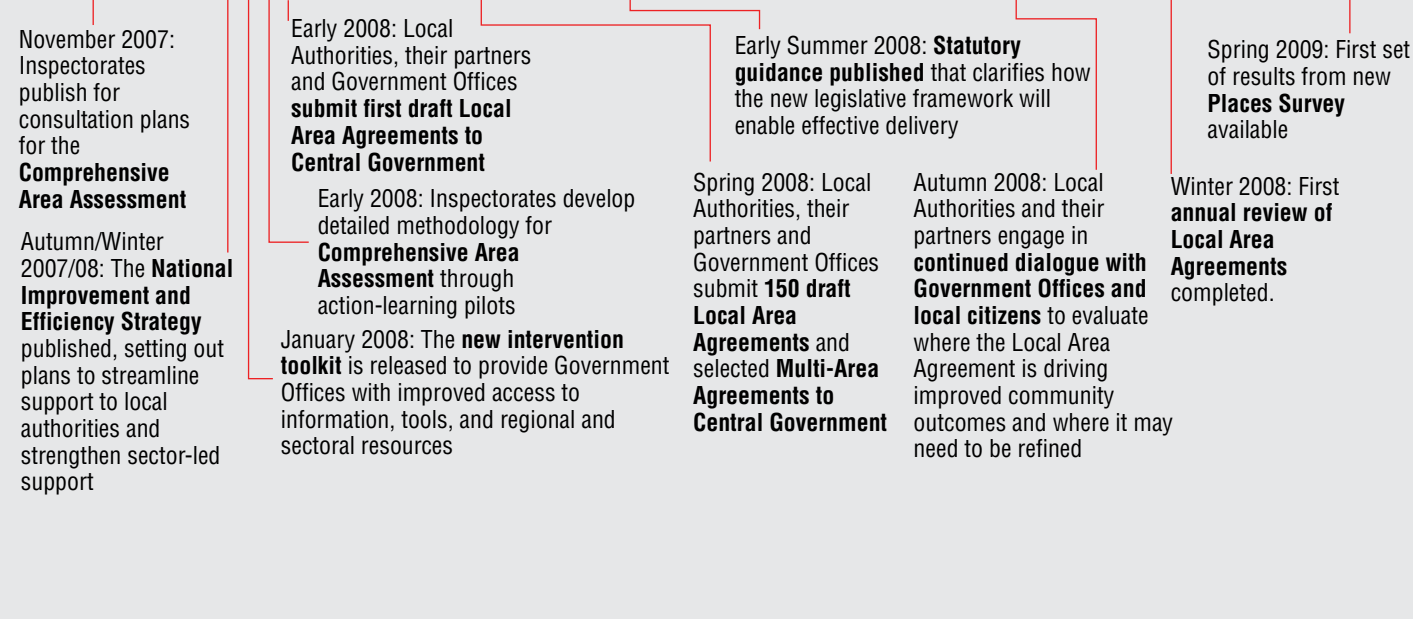 November 2007:
Inspectorates
publish for
consultation plans
for the
Comprehensive
Area Assessment
Autumn/Winter
2007/08: The National
Improvement and
Efficiency Strategy
published, setting out
plans to streamline
support to local
authorities and
strengthen sector-led
support
Early 2008: Local
Authorities, their partners
and Government Offices
submit first draft Local
Area Agreements to
Central Government
Early 2008: Inspectorates develop
detailed methodology for
Comprehensive Area
Assessment through
action-learning pilots
January 2008: The new intervention
toolkit is released to provide Government
Offices with improved access to
information, tools, and regional and
sectoral resources
Early Summer 2008: Statutory
guidance published that clarifies how
the new legislative framework will
enable effective delivery
Spring 2008: Local
Authorities, their
partners and
Government Offices
submit 150 draft
Local Area
Agreements and
selected Multi-Area
Agreements to
Central Government
Autumn 2008: Local
Authorities and their
partners engage in
continued dialogue with
Government Offices and
local citizens to evaluate
where the Local Area
Agreement is driving
improved community
outcomes and where it may
need to be refined
Spring 2009: First set
of results from new
Places Survey
available
Winter 2008: First
annual review of
Local Area
Agreements
completed.